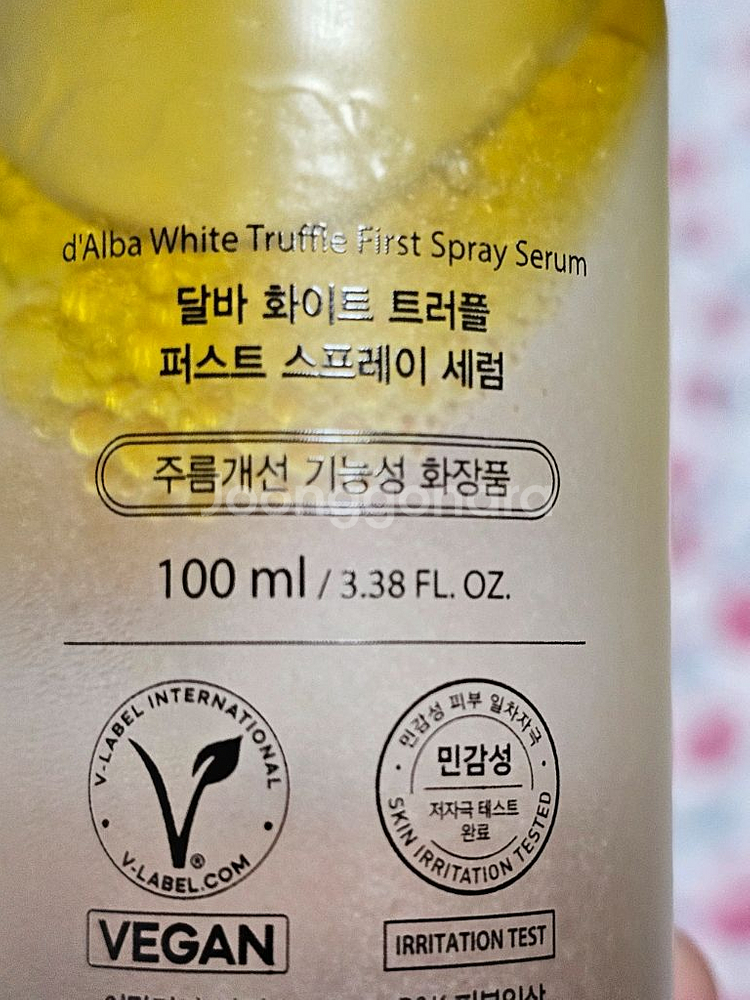 d'Alba White Truffle First Spray Serum
달바 화이트 트러플
퍼스트 스프레이 세럼
주름개선 기능성 화장품
Joonggonara
100 ml / 3.38 FL. OZ.
V-LABEL INTERNATIONAL
V-LABEL.COM
®
VEGAN
민감성 피부 일차자극
민감성
저자극 테스트
완료
SKIN IRRITATION TESTED
IRRITATION TEST